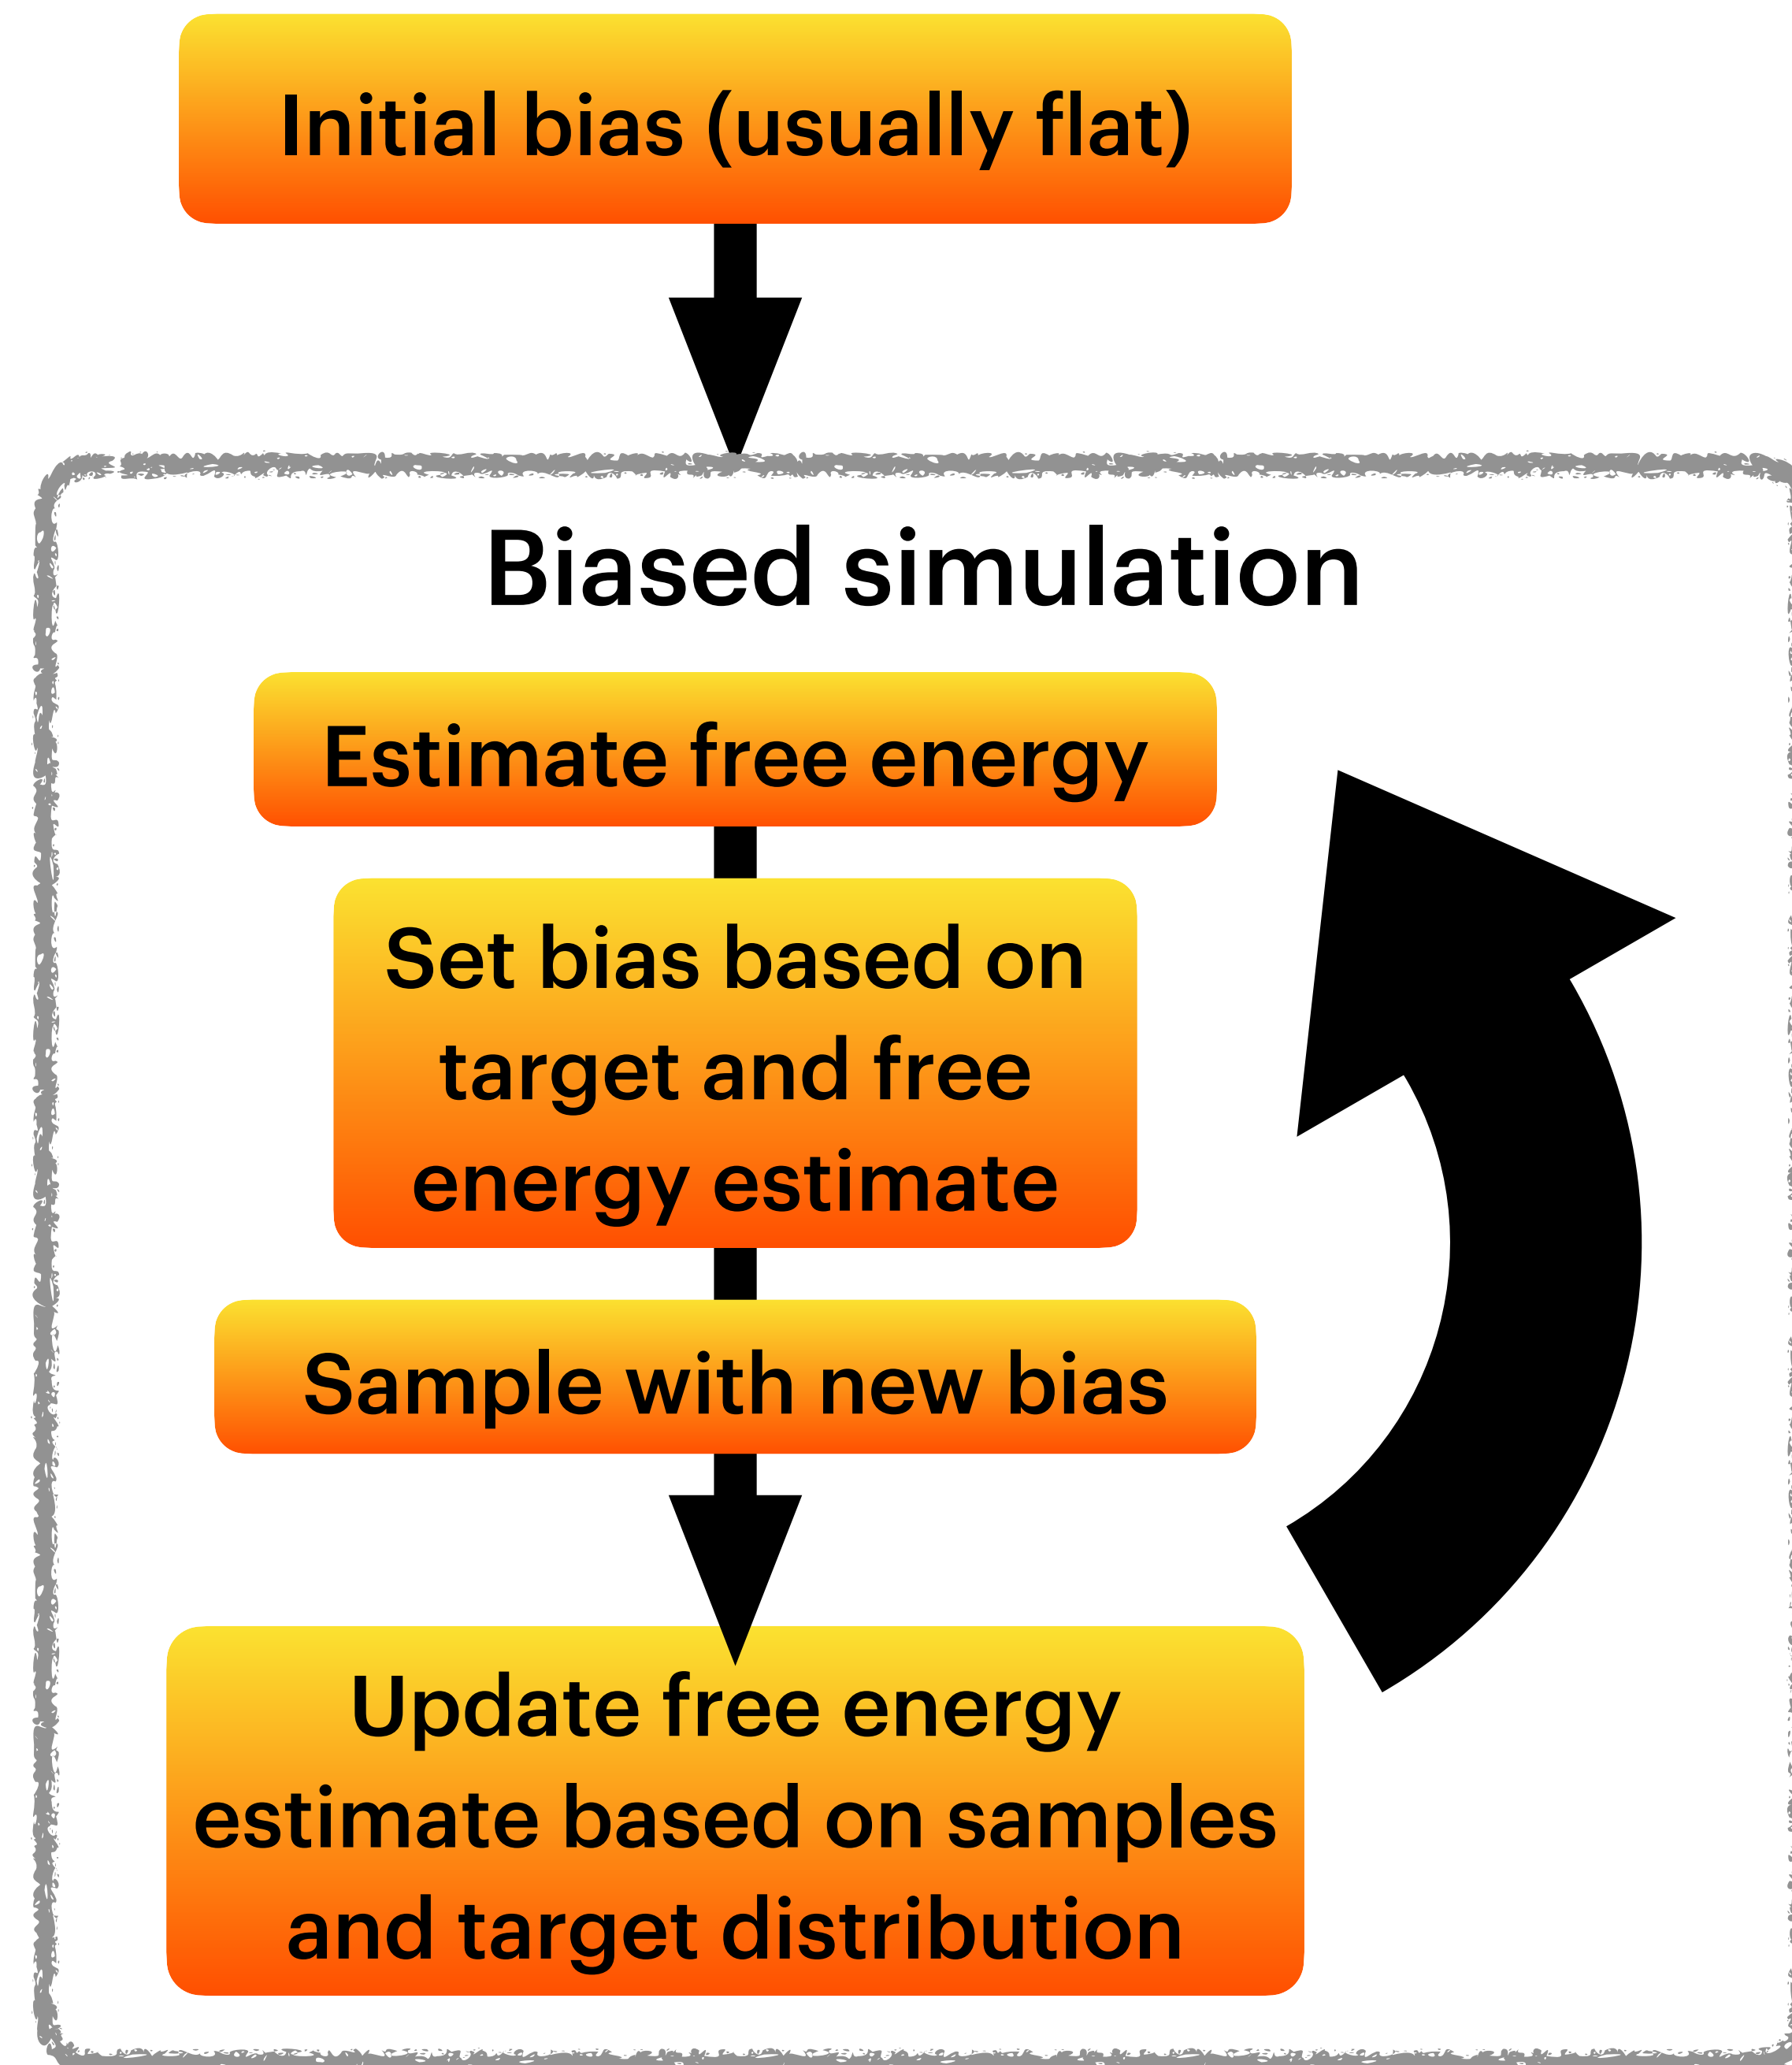 Initial bias (usually flat)
Biased simulation
Estimate free energy
Set bias based on
target and free
energy estimate
Sample with new bias
Update free energy
estimate based on samples
and target distribution